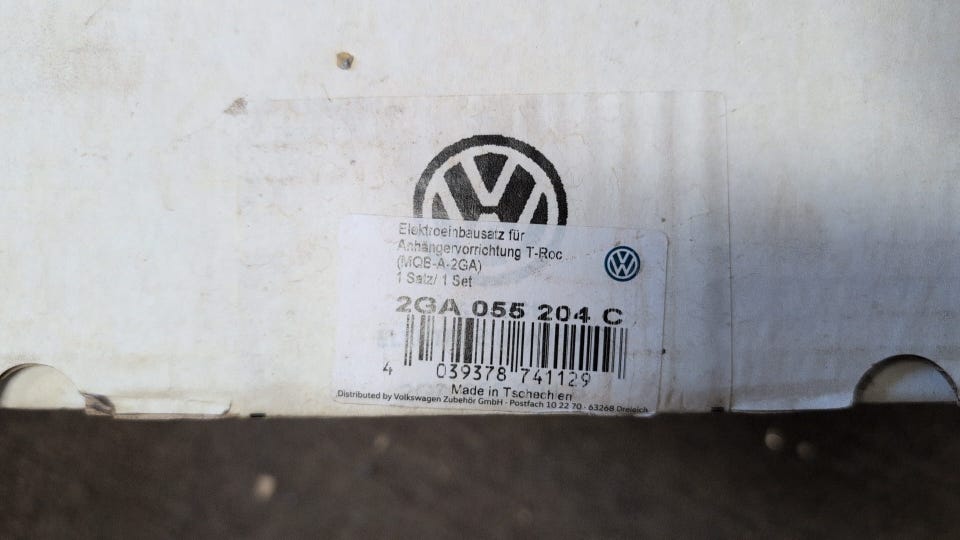 Elektroeinbausatz für
Anhängervorrichtung T-Roc
(MQB-A-2GA)
1 Satz/ 1 Set
2GA 055 204 C
4 039378 741129
Made in Tschechien
Distributed by Volkswagen Zubehör GmbH - Postfach 10 22 70 - 63268 Dreieich